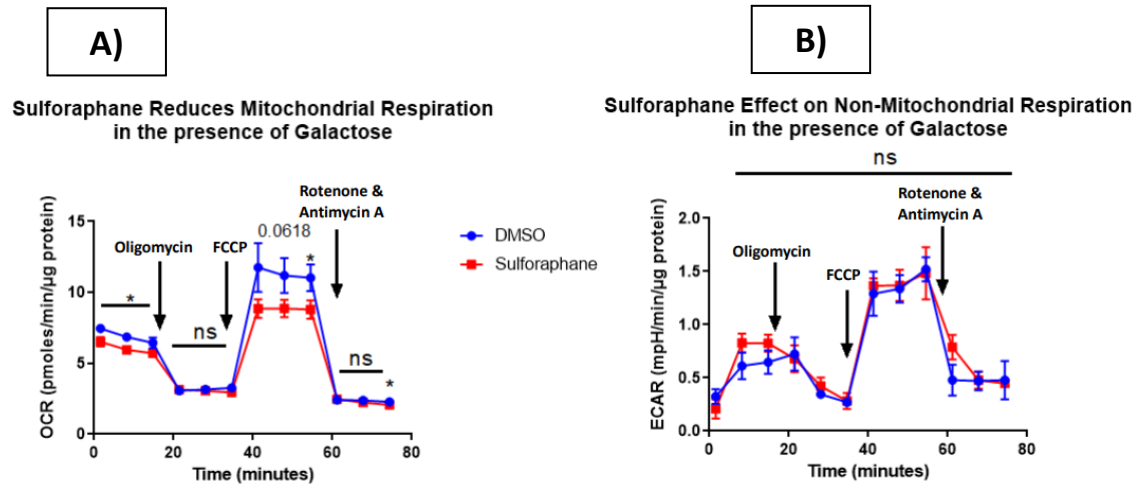 A)
Sulforaphane Reduces Mitochondrial Respiration
in the presence of Galactose
OCR (pmoles/min/µg protein)
15
10
5
0
0
20
40
60
80
Time (minutes)
*
Oligomycin
ns
FCCP
0.0618
*
Rotenone &
Antimycin A
ns
*
DMSO
Sulforaphane
B)
Sulforaphane Effect on Non-Mitochondrial Respiration
in the presence of Galactose
ns
ECAR (mpH/min/µg protein)
2.0
1.5
1.0
0.5
0.0
0
20
40
60
80
Time (minutes)
Oligomycin
FCCP
Rotenone &
Antimycin A